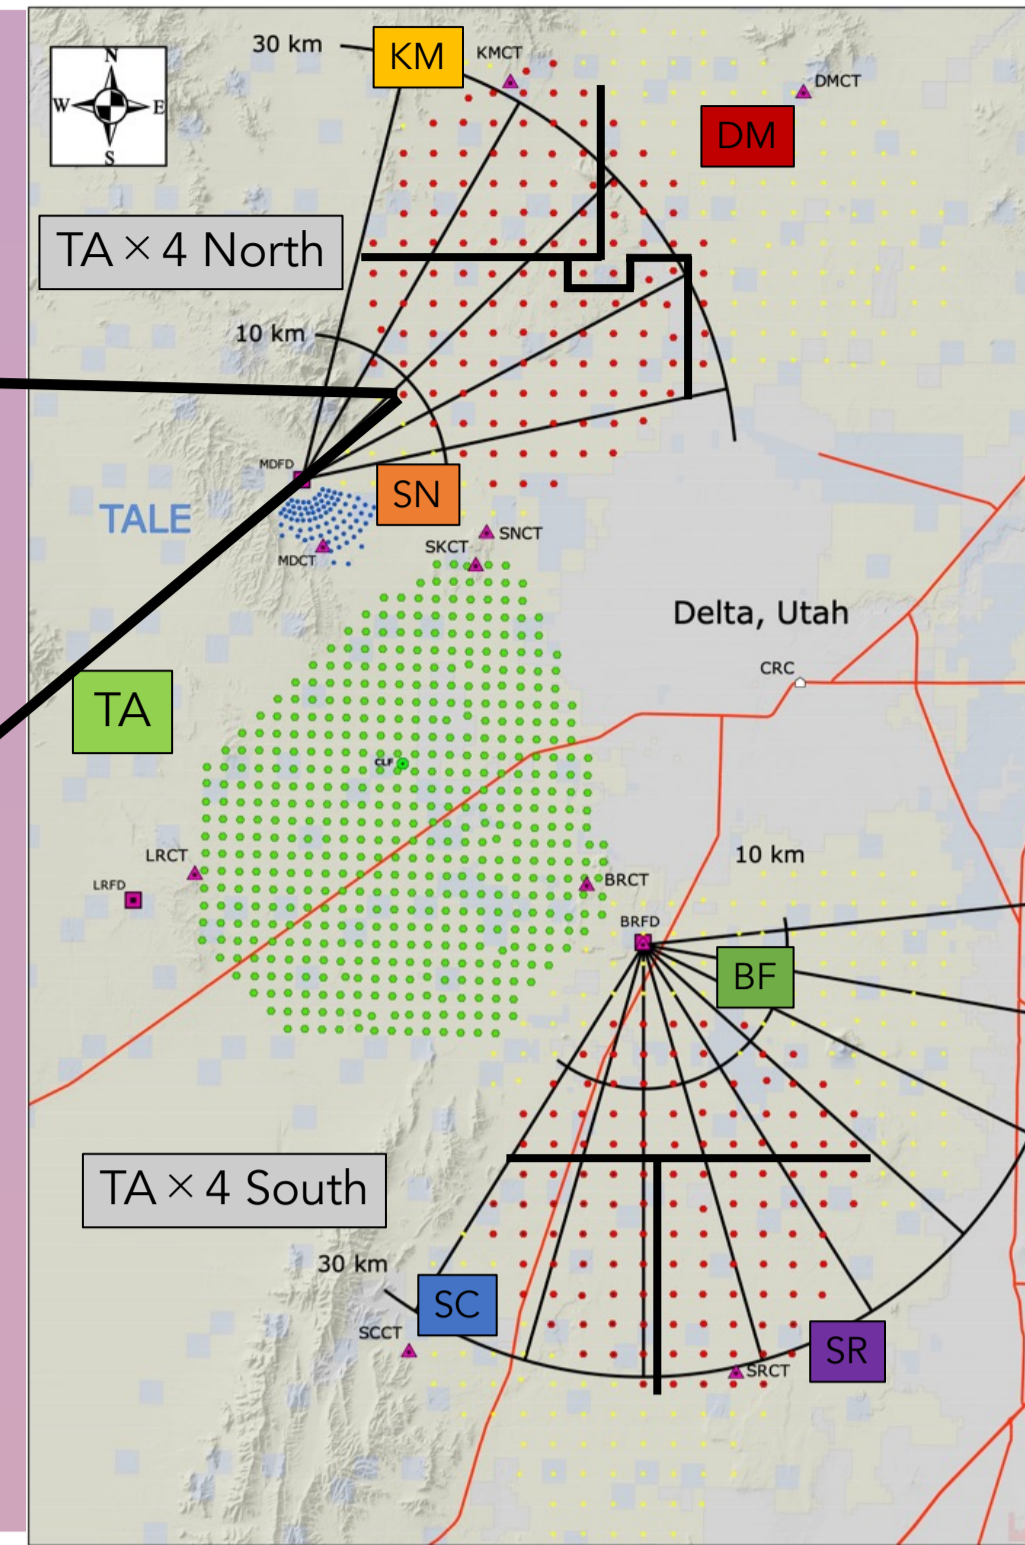 30 km
KM
KMCT
DMCT
DM
N
W
E
S
TA × 4 North
10 km
MDFD
SN
TALE
SNCT
SKCT
MDCT
Delta, Utah
CRC
TA
CLF
10 km
LRCT
LRFD
BRCT
BRFD
BF
TA × 4 South
30 km
SC
SCCT
SR
SRCT